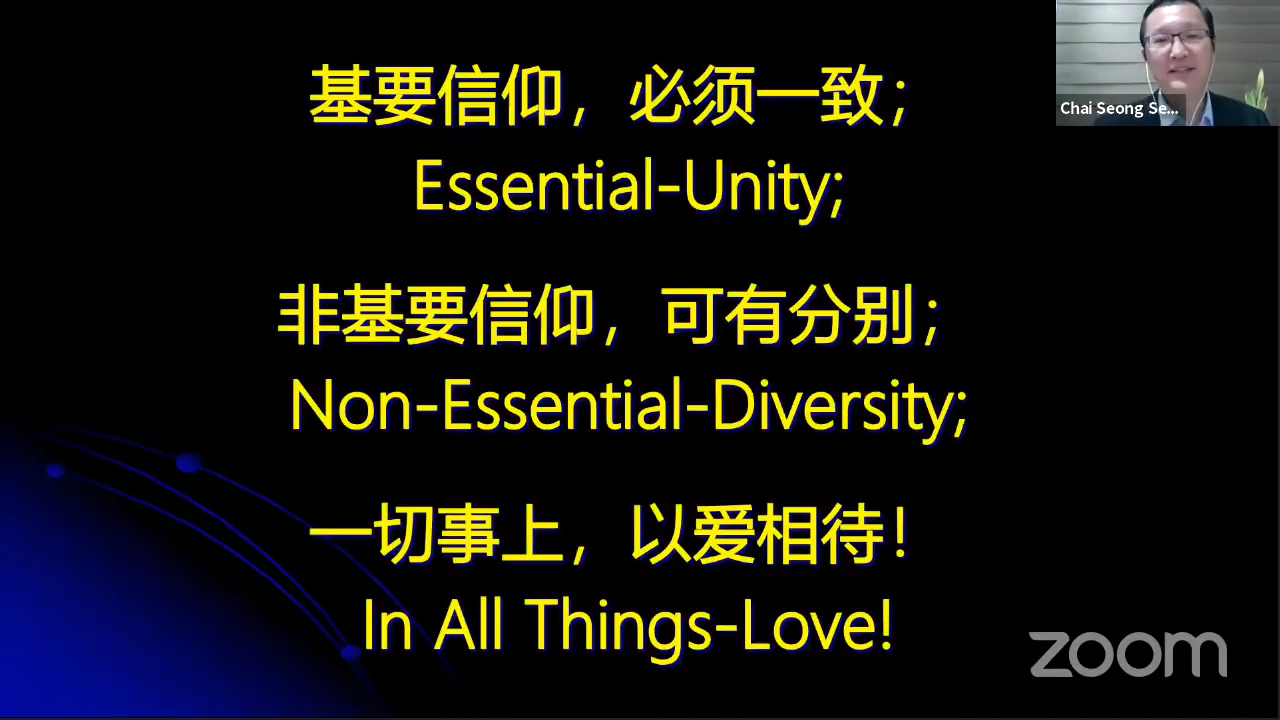 基要信仰，必须一致；
Essential-Unity;
非基要信仰，可有分别；
Non-Essential-Diversity;
一切事上，以爱相待！
In All Things-Love!
Chai Seong Se...
zoom